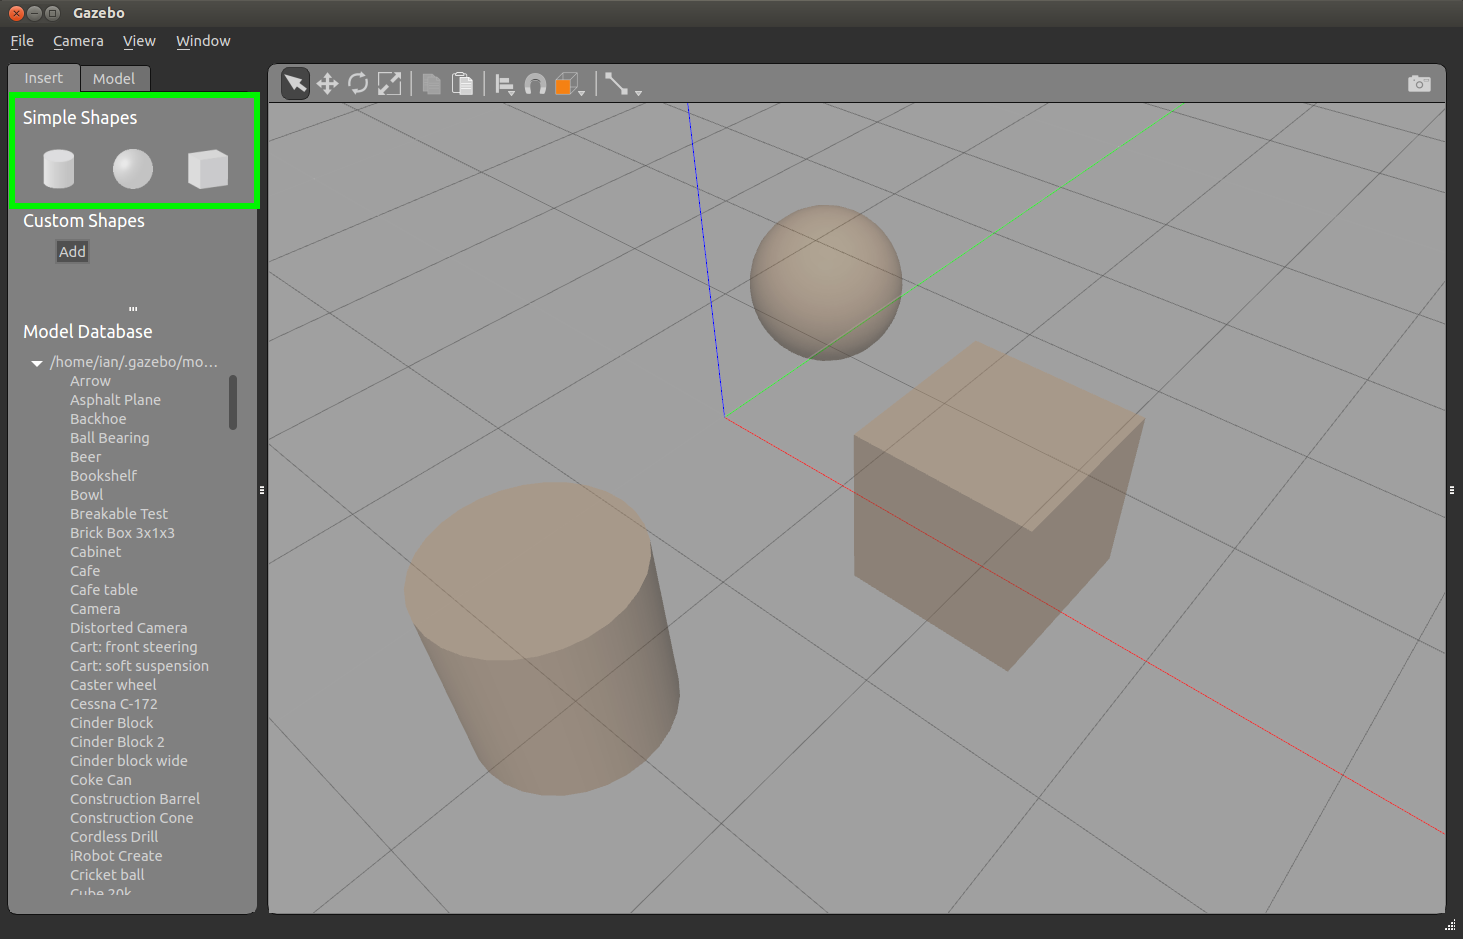 Gazebo
File Camera View Window
Insert Model
Simple Shapes
Custom Shapes
Add
Model Database
/home/ian/.gazebo/mo...
Arrow
Asphalt Plane
Backhoe
Ball Bearing
Beer
Bookshelf
Bowl
Breakable Test
Brick Box 3x1x3
Cabinet
Cafe
Cafe table
Camera
Distorted Camera
Cart: front steering
Cart: soft suspension
Caster wheel
Cessna C-172
Cinder Block
Cinder Block 2
Cinder block wide
Coke Can
Construction Barrel
Construction Cone
Cordless Drill
iRobot Create
Cricket ball
Cube 20k